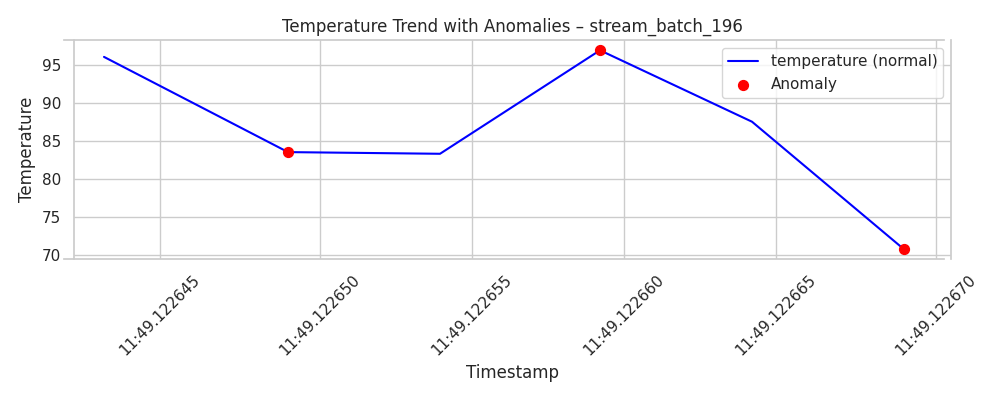 Temperature Trend with Anomalies – stream_batch_196
temperature (normal)
Anomaly
Temperature
95
90
85
80
75
70
11:49.122645
11:49.122650
11:49.122655
11:49.122660
11:49.122665
11:49.122670
Timestamp